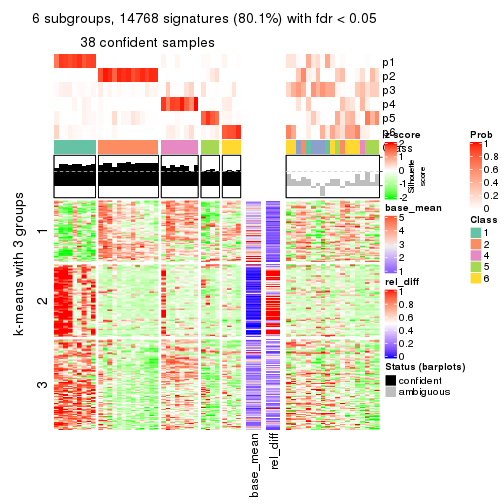 6 subgroups, 14768 signatures (80.1%) with fdr < 0.05
38 confident samples
p1
p2
p3
p4
p5
p6
Class
z-score
2
1
0
-1
-2
Silhouette
score
base_mean
5
4
3
2
1
rel_diff
1
0.8
0.6
0.4
0.2
0
Status (barplots)
confident
ambiguous
Prob
1
0.8
0.6
0.4
0.2
0
Class
1
2
4
5
6
k-means with 3 groups
1
2
3
base_mean
rel_diff